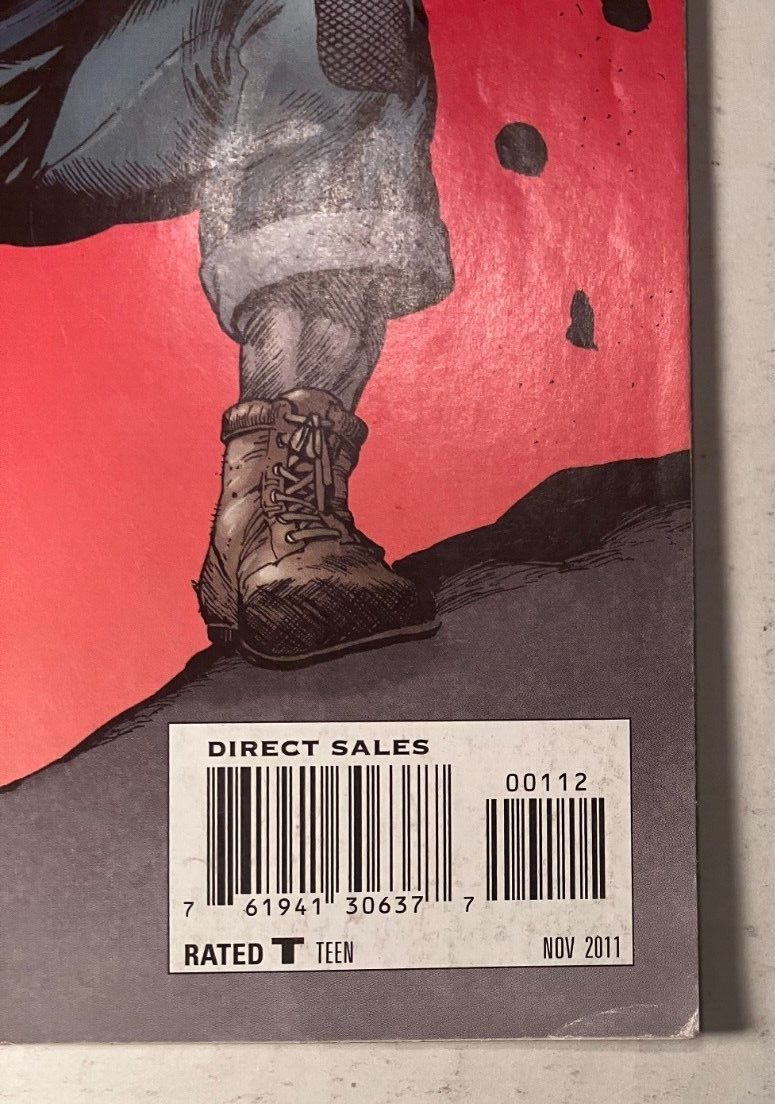 DIRECT SALES
00112
7 61941 30637 7
RATED T TEEN
NOV 2011